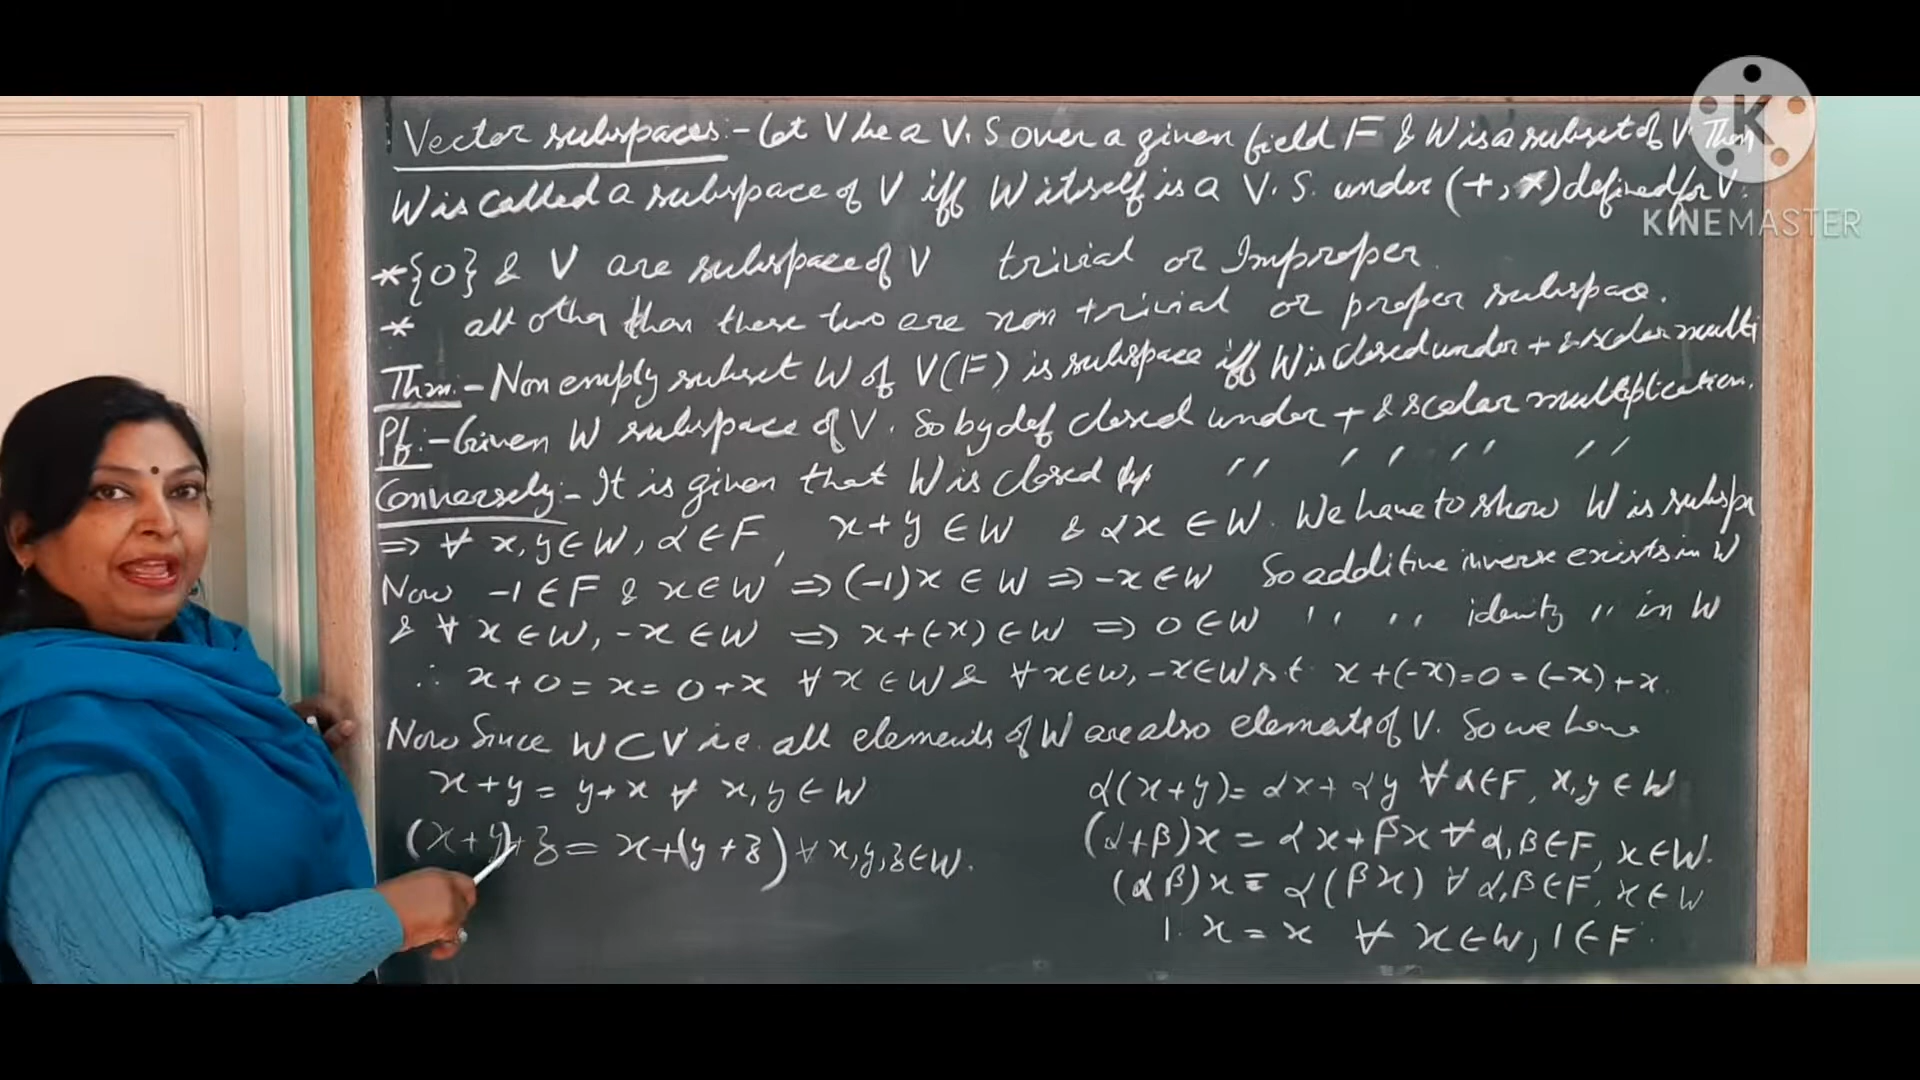 Vector subspaces:- Let V be a V.S over a given field F & W is a subset of V. Then
W is called a subspace of V iff W itself is a V.S. under (+, *) defined for V.
* {0} & V are subspace of V trivial or Improper
* all other than these two are non trivial or proper subspace.
Thm:- Non empty subset W of V(F) is subspace iff W is closed under + & scalar multi
Pf:- Given W subspace of V. So by def closed under + & scalar multiplication.
Conversely:- It is given that W is closed " " " "
=> ∀ x, y ∈ W, α ∈ F, x+y ∈ W & αx ∈ W. We have to show W is subspa
Now -1 ∈ F & x ∈ W => (-1)x ∈ W => -x ∈ W So additive inverse exists in W
& ∀ x ∈ W, -x ∈ W => x+(-x) ∈ W => 0 ∈ W " " identity " in W
∴ x+0 = x = 0+x ∀ x ∈ W & ∀ x ∈ W, -x ∈ W s.t x+(-x)=0=(-x)+x.
Now Since W⊂V i.e. all elements of W are also elements of V. So we have
x+y = y+x ∀ x, y ∈ W
(x+y)+z = x+(y+z) ∀ x, y, z ∈ W.
α(x+y) = αx + αy ∀ α ∈ F, x, y ∈ W
(α+β)x = αx+βx ∀ α, β ∈ F, x ∈ W.
(αβ)x = α(βx) ∀ α, β ∈ F, x ∈ W
1. x = x ∀ x ∈ W, 1 ∈ F.
K
KINEMASTER